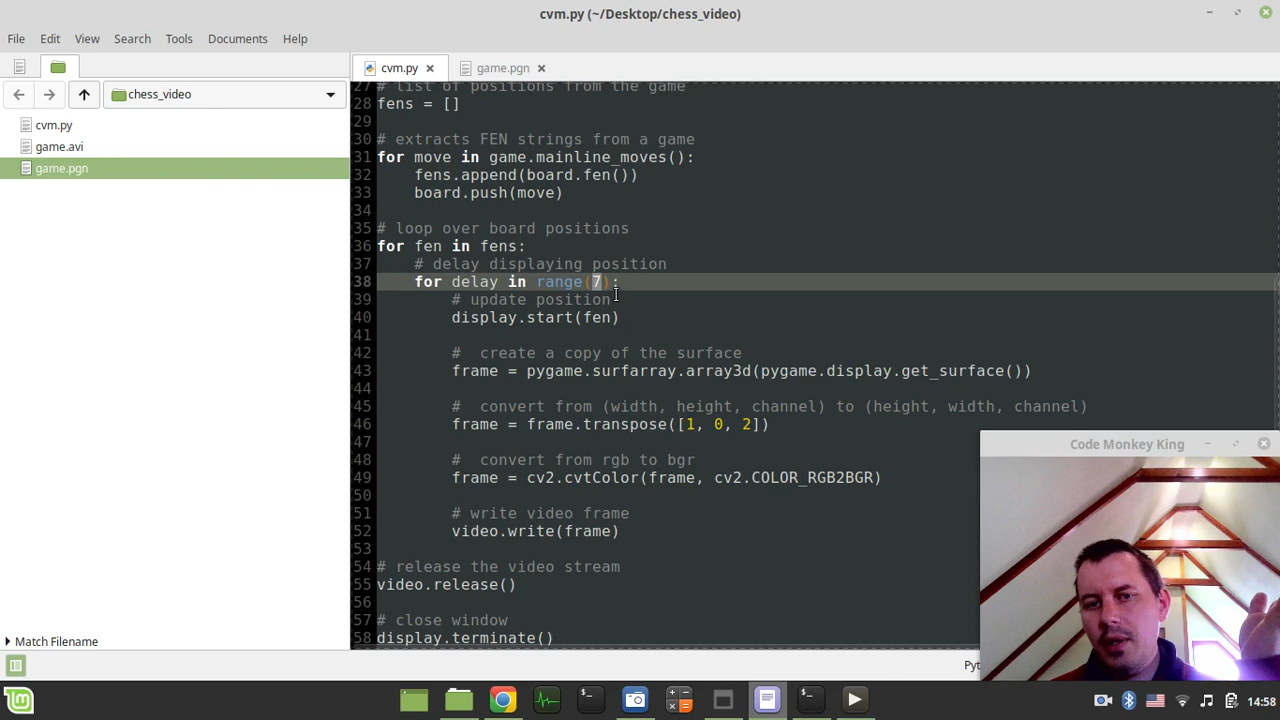 cvm.py (~/Desktop/chess_video)
File Edit View Search Tools Documents Help
cvm.py
game.pgn
chess_video
cvm.py
game.avi
game.pgn
27 # list of positions from the game
28 fens = []
29
30 # extracts FEN strings from a game
31 for move in game.mainline_moves():
32 fens.append(board.fen())
33 board.push(move)
34
35 # loop over board positions
36 for fen in fens:
37 # delay displaying position
38 for delay in range(7):
39 # update position
40 display.start(fen)
41
42 #  create a copy of the surface
43 frame = pygame.surfarray.array3d(pygame.display.get_surface())
44
45 #  convert from (width, height, channel) to (height, width, channel)
46 frame = frame.transpose([1, 0, 2])
47
48 #  convert from rgb to bgr
49 frame = cv2.cvtColor(frame, cv2.COLOR_RGB2BGR)
50
51 # write video frame
52 video.write(frame)
53
54 # release the video stream
55 video.release()
56
57 # close window
58 display.terminate()
Code Monkey King
Match Filename
Pyt
14:58